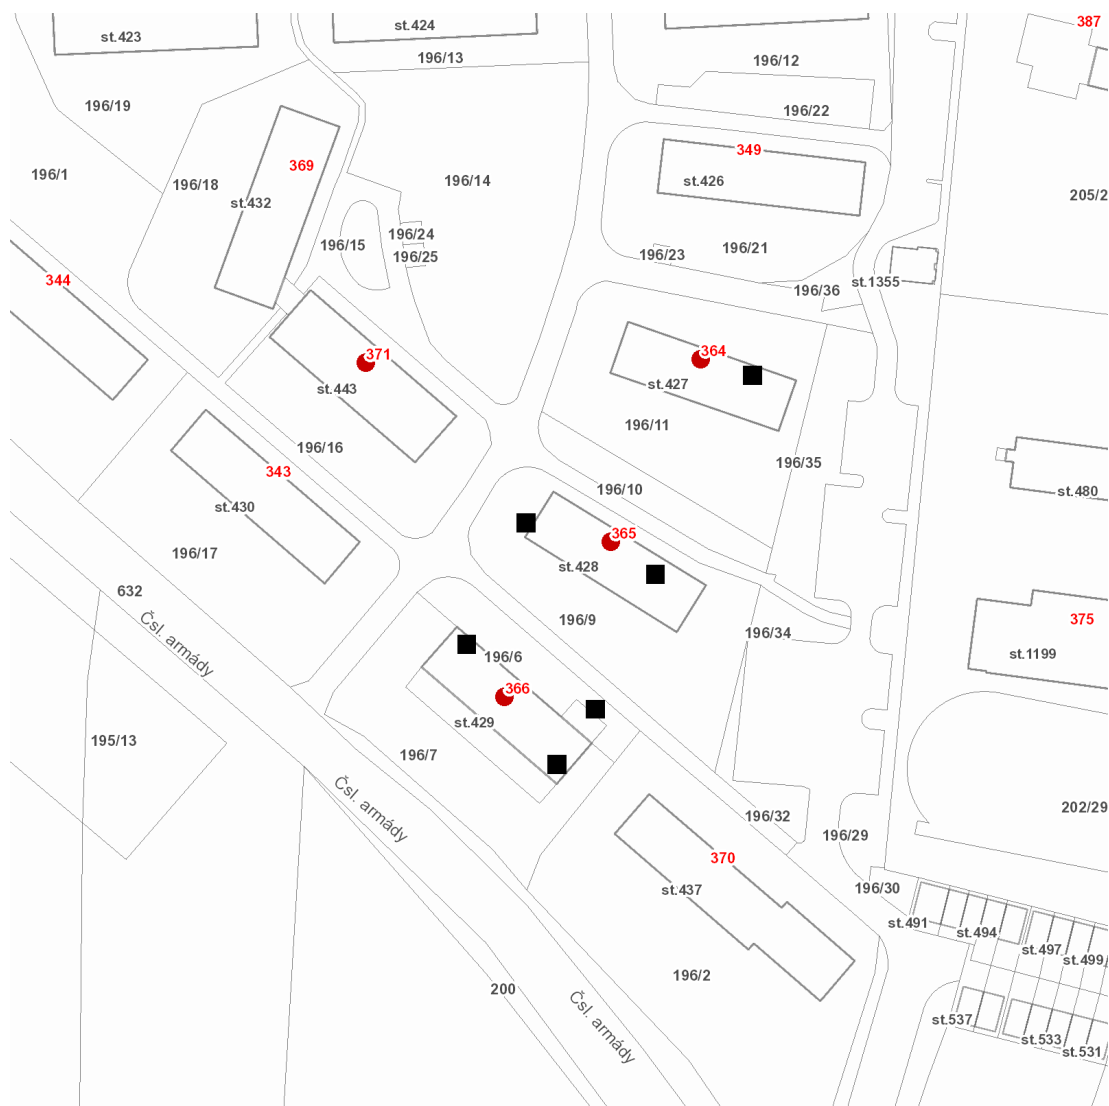 387
st.423
st.424
196/13
196/12
196/19
196/22
349
369
196/1
196/18
196/14
st.426
205/2
st.432
196/24
196/15
196/21
196/23
196/25
344
st.1355
196/36
371
364
st.443
st.427
196/11
196/16
196/35
343
196/10
st.480
st.430
365
196/17
st.428
632
196/9
375
Čsl. armády
196/34
196/6
st.1199
366
st.429
195/13
196/7
Čsl. armády
202/29
196/32
196/29
370
st.437
196/30
st.491
st.494
st.497
st.499
196/2
200
Čsl. armády
st.537
st.533
st.531